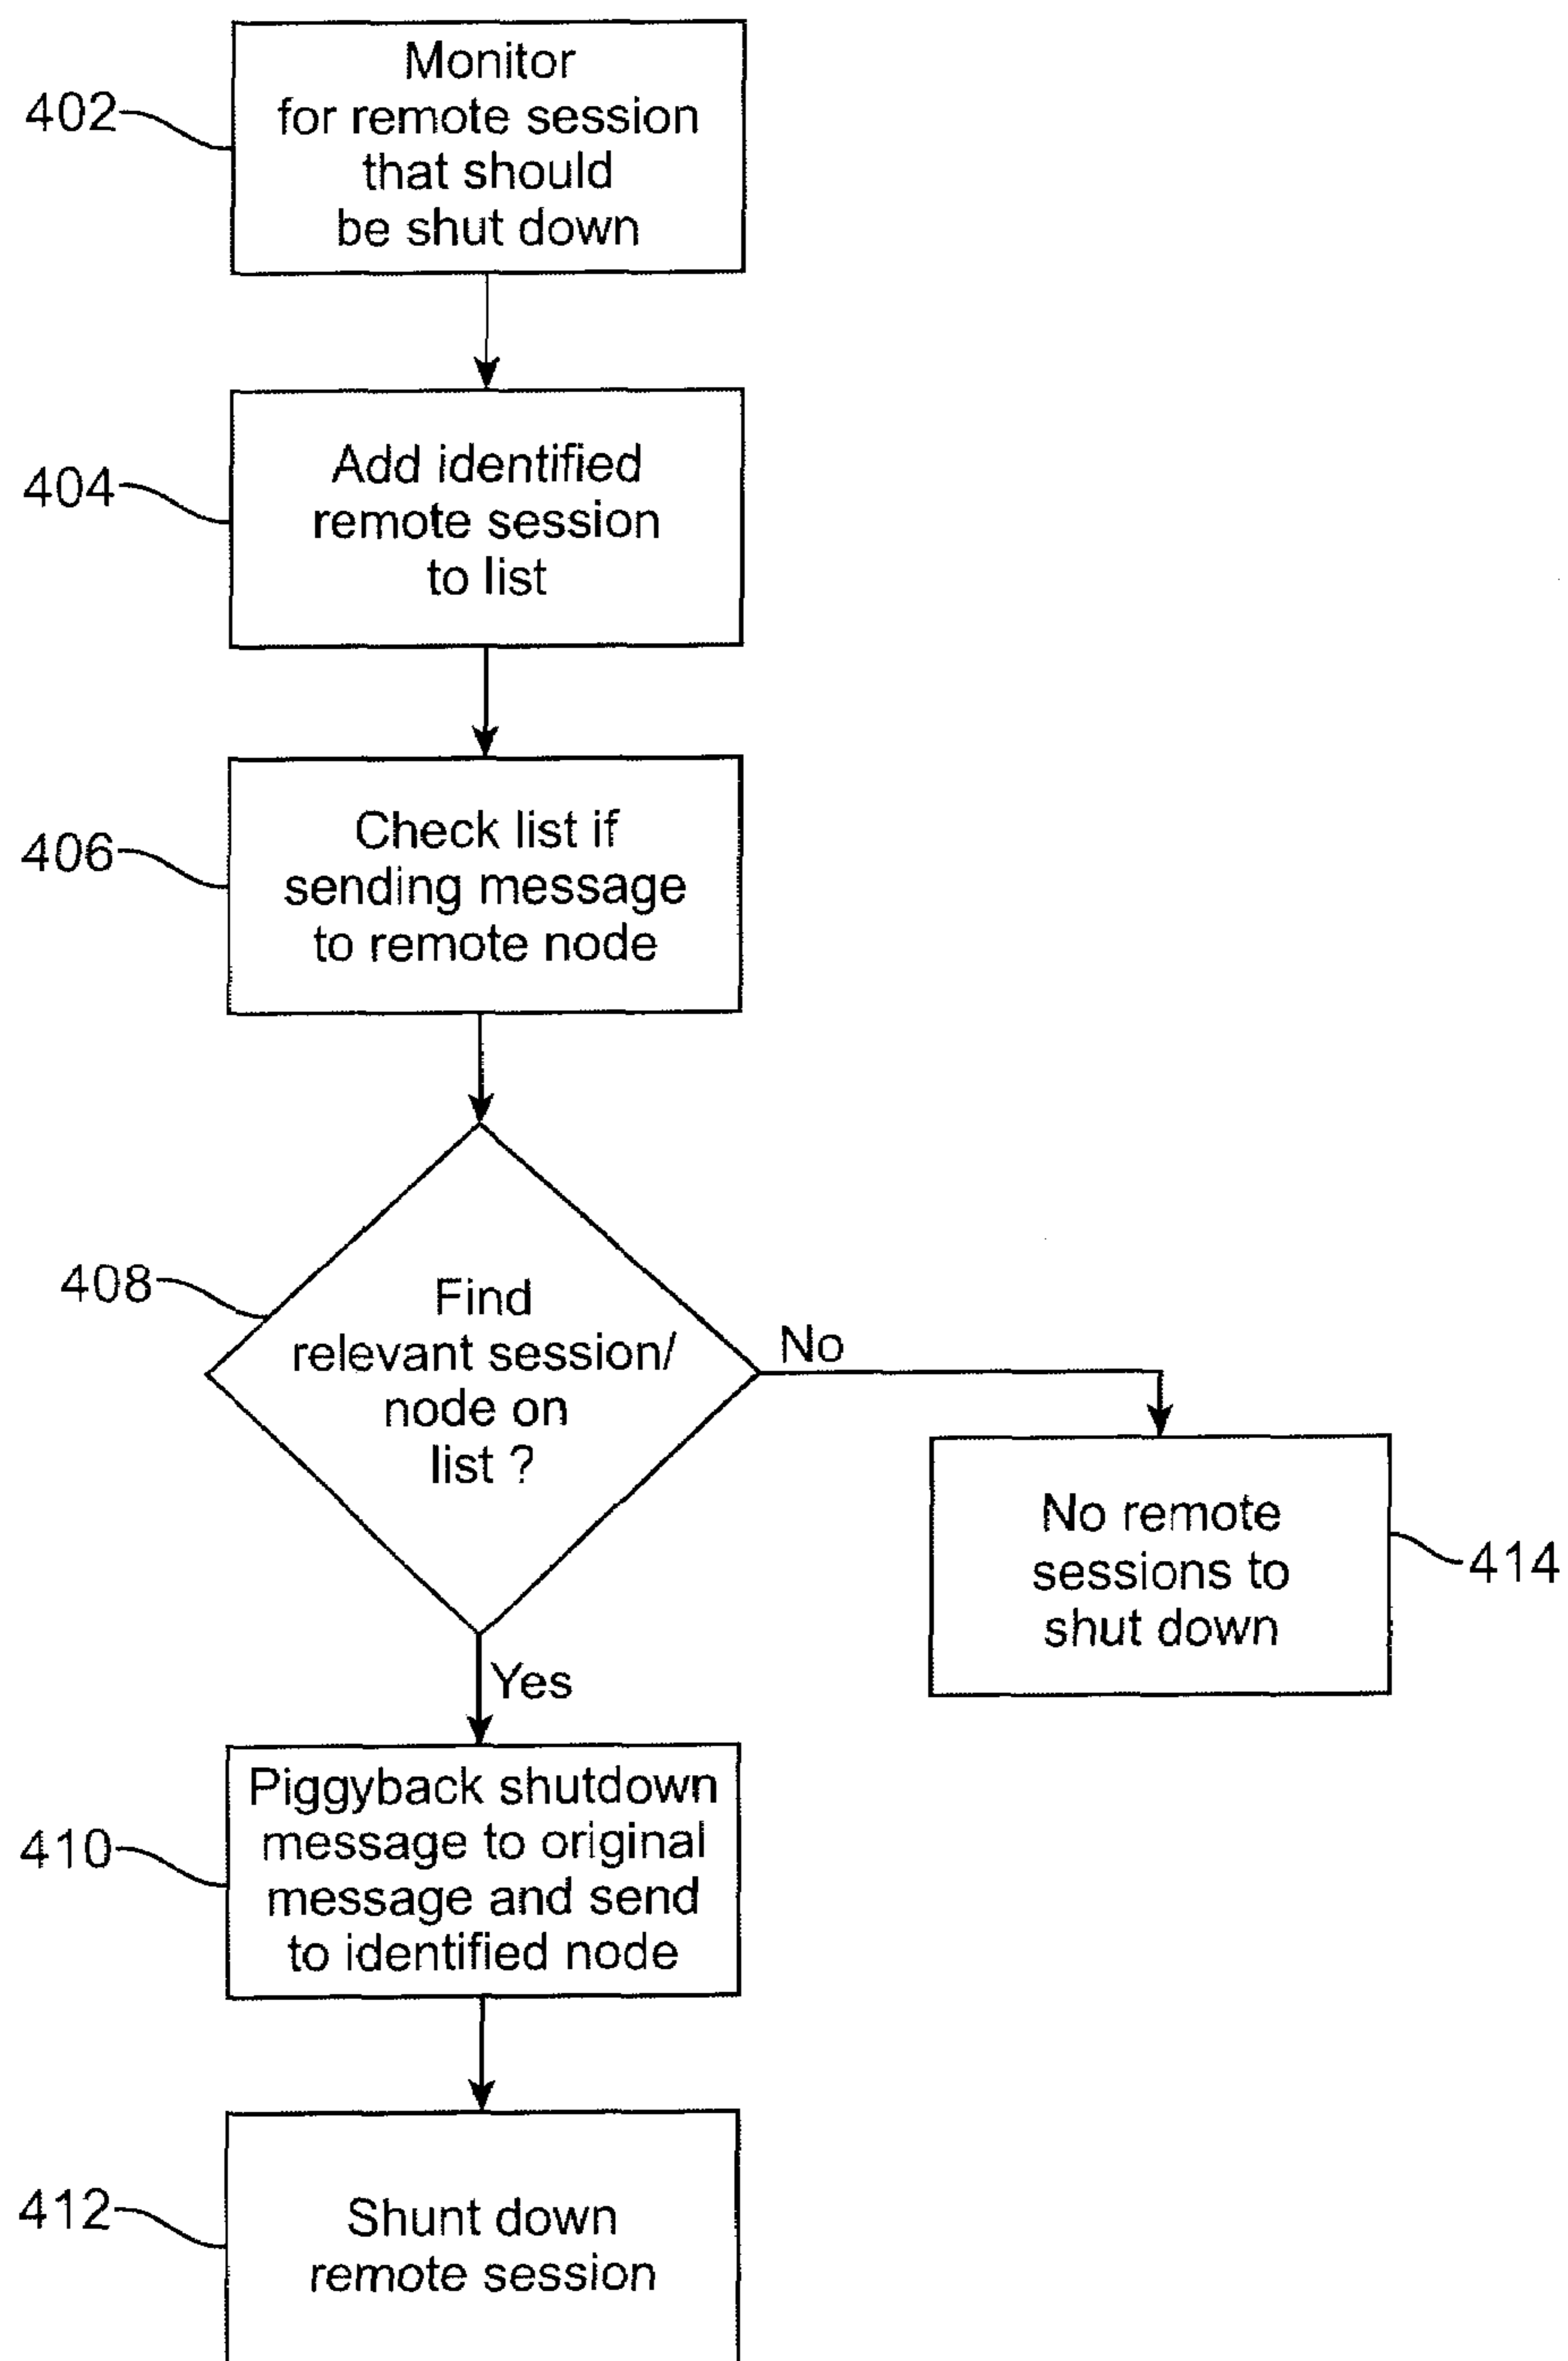 402
Monitor
for remote session
that should
be shut down
404
Add identified
remote session
to list
406
Check list if
sending message
to remote node
408
Find
relevant session/
node on
list ?
No
No remote
sessions to
shut down
414
Yes
410
Piggyback shutdown
message to original
message and send
to identified node
412
Shunt down
remote session